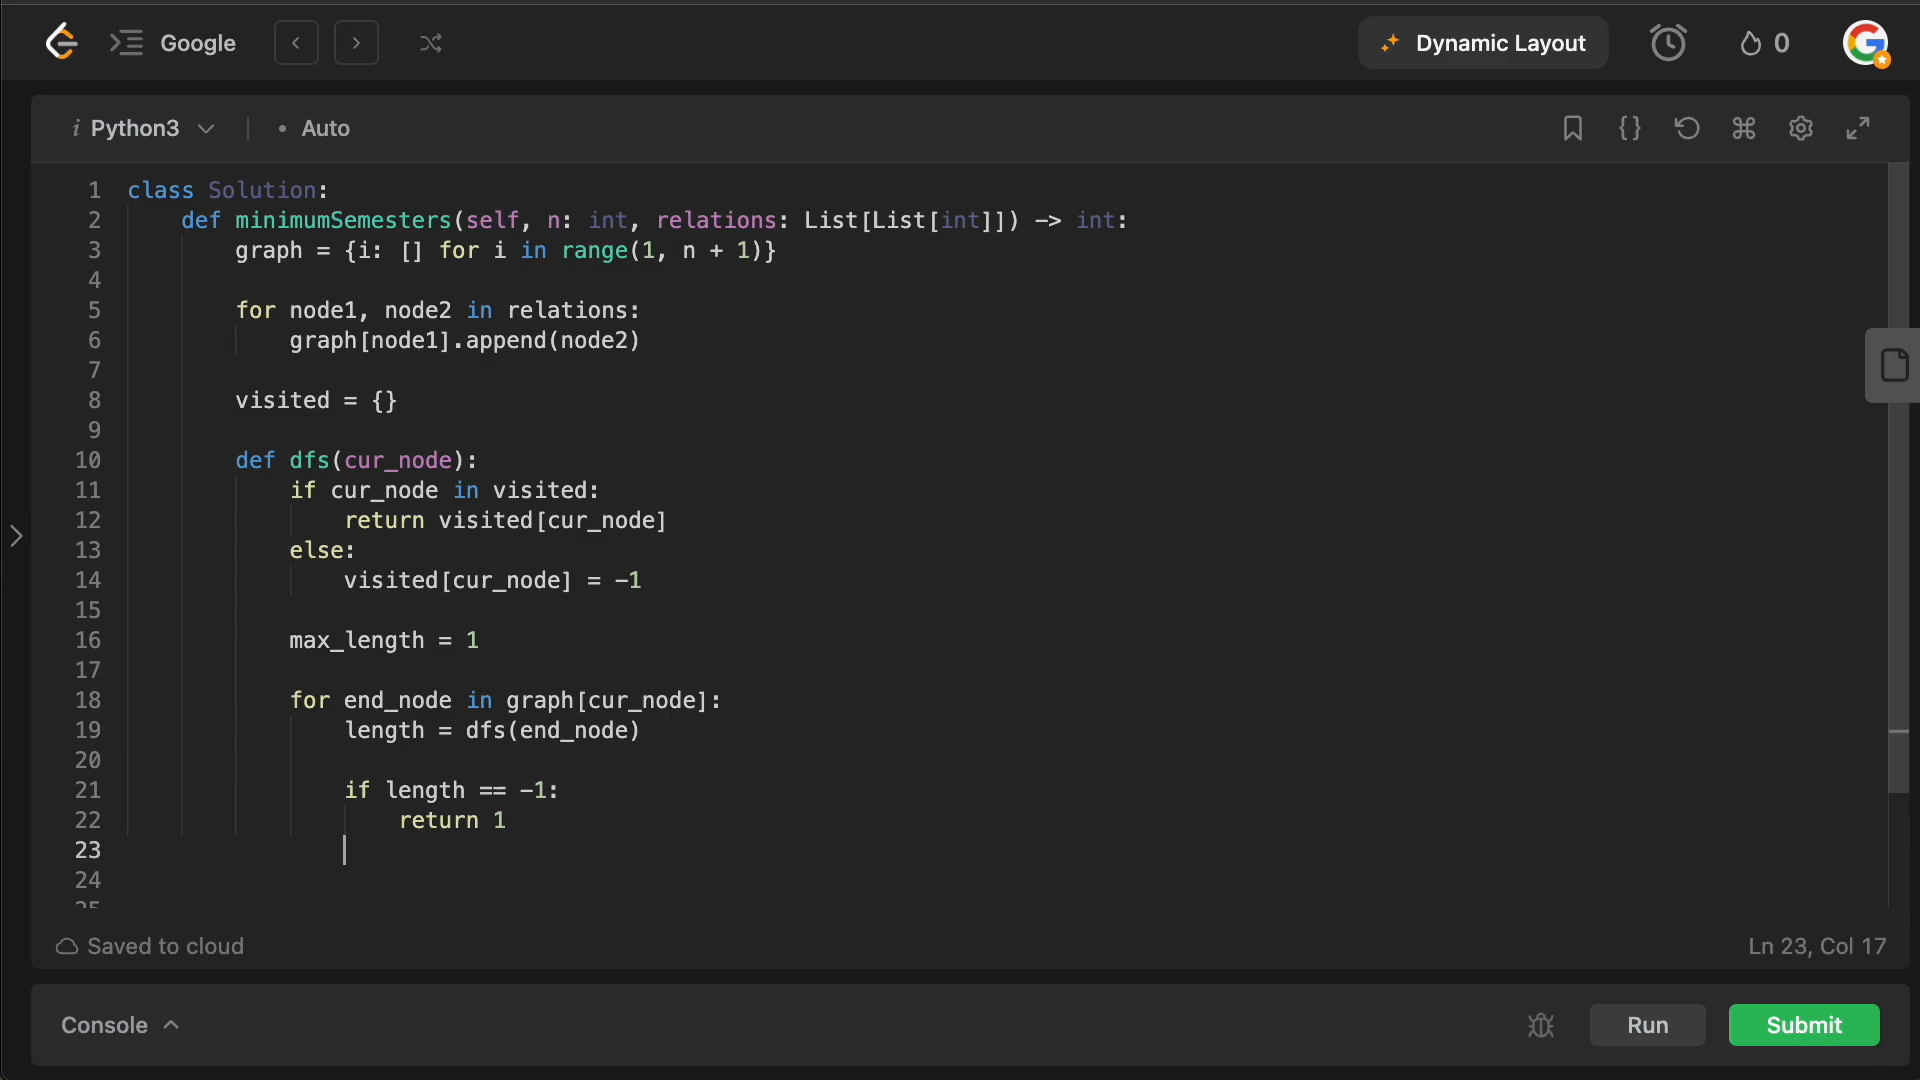 Google
Dynamic Layout
0
i Python3
• Auto
1 class Solution:
2 def minimumSemesters(self, n: int, relations: List[List[int]]) -> int:
3 graph = {i: [] for i in range(1, n + 1)}
4
5 for node1, node2 in relations:
6 graph[node1].append(node2)
7
8 visited = {}
9
10 def dfs(cur_node):
11 if cur_node in visited:
12 return visited[cur_node]
13 else:
14 visited[cur_node] = -1
15
16 max_length = 1
17
18 for end_node in graph[cur_node]:
19 length = dfs(end_node)
20
21 if length == -1:
22 return 1
23
24
25
Saved to cloud
Ln 23, Col 17
Console
Run
Submit